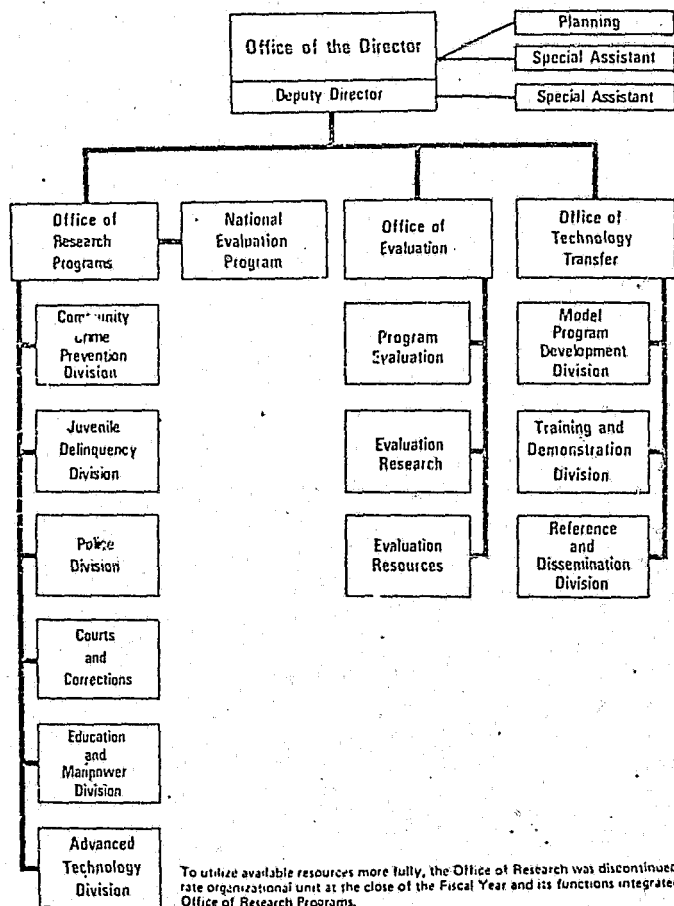 Office of the Director
Deputy Director
Planning
Special Assistant
Special Assistant
Office of
Research
Programs
National
Evaluation
Program
Office of
Evaluation
Office of
Technology
Transfer
Community
Crime
Prevention
Division
Juvenile
Delinquency
Division
Police
Division
Courts
and
Corrections
Education
and
Manpower
Division
Advanced
Technology
Division
Program
Evaluation
Evaluation
Research
Evaluation
Resources
Model
Program
Development
Division
Training and
Demonstration
Division
Reference
and
Dissemination
Division
To utilize available resources more fully, the Office of Research was discontinued
rate organizational unit at the close of the Fiscal Year and its functions integrated
Office of Research Programs.